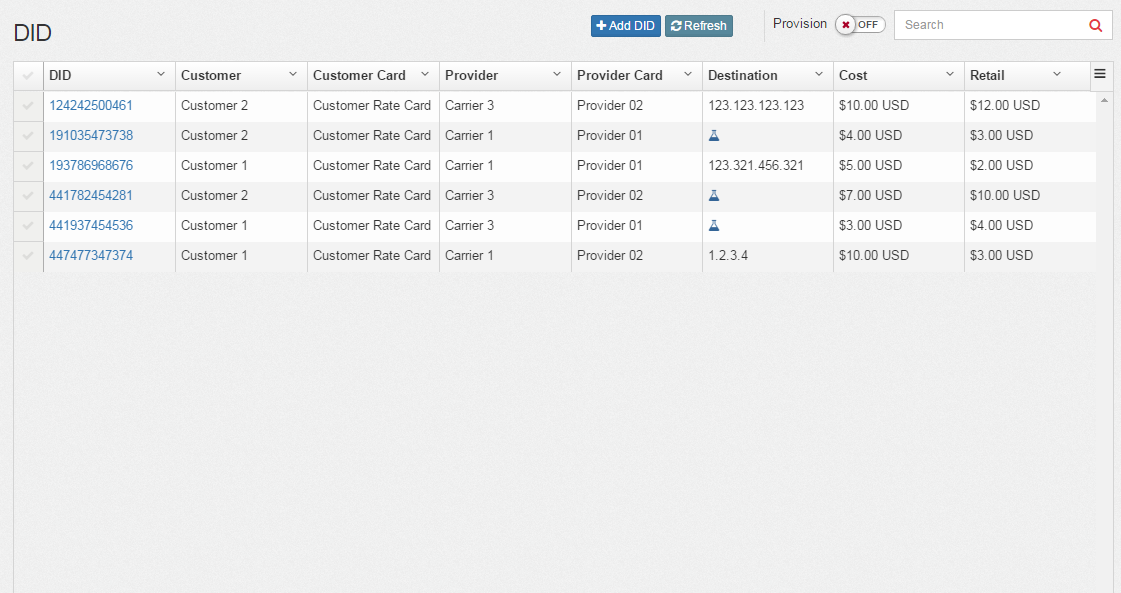 DID
Add DID Refresh Provision OFF Search
DID Customer Customer Card Provider Provider Card Destination Cost Retail
124242500461 Customer 2 Customer Rate Card Carrier 3 Provider 02 123.123.123.123 $10.00 USD $12.00 USD
191035473738 Customer 2 Customer Rate Card Carrier 1 Provider 01 $4.00 USD $3.00 USD
193786968676 Customer 1 Customer Rate Card Carrier 1 Provider 01 123.321.456.321 $5.00 USD $2.00 USD
441782454281 Customer 2 Customer Rate Card Carrier 3 Provider 02 $7.00 USD $10.00 USD
441937454536 Customer 1 Customer Rate Card Carrier 3 Provider 01 $3.00 USD $4.00 USD
447477347374 Customer 1 Customer Rate Card Carrier 1 Provider 02 1.2.3.4 $10.00 USD $3.00 USD